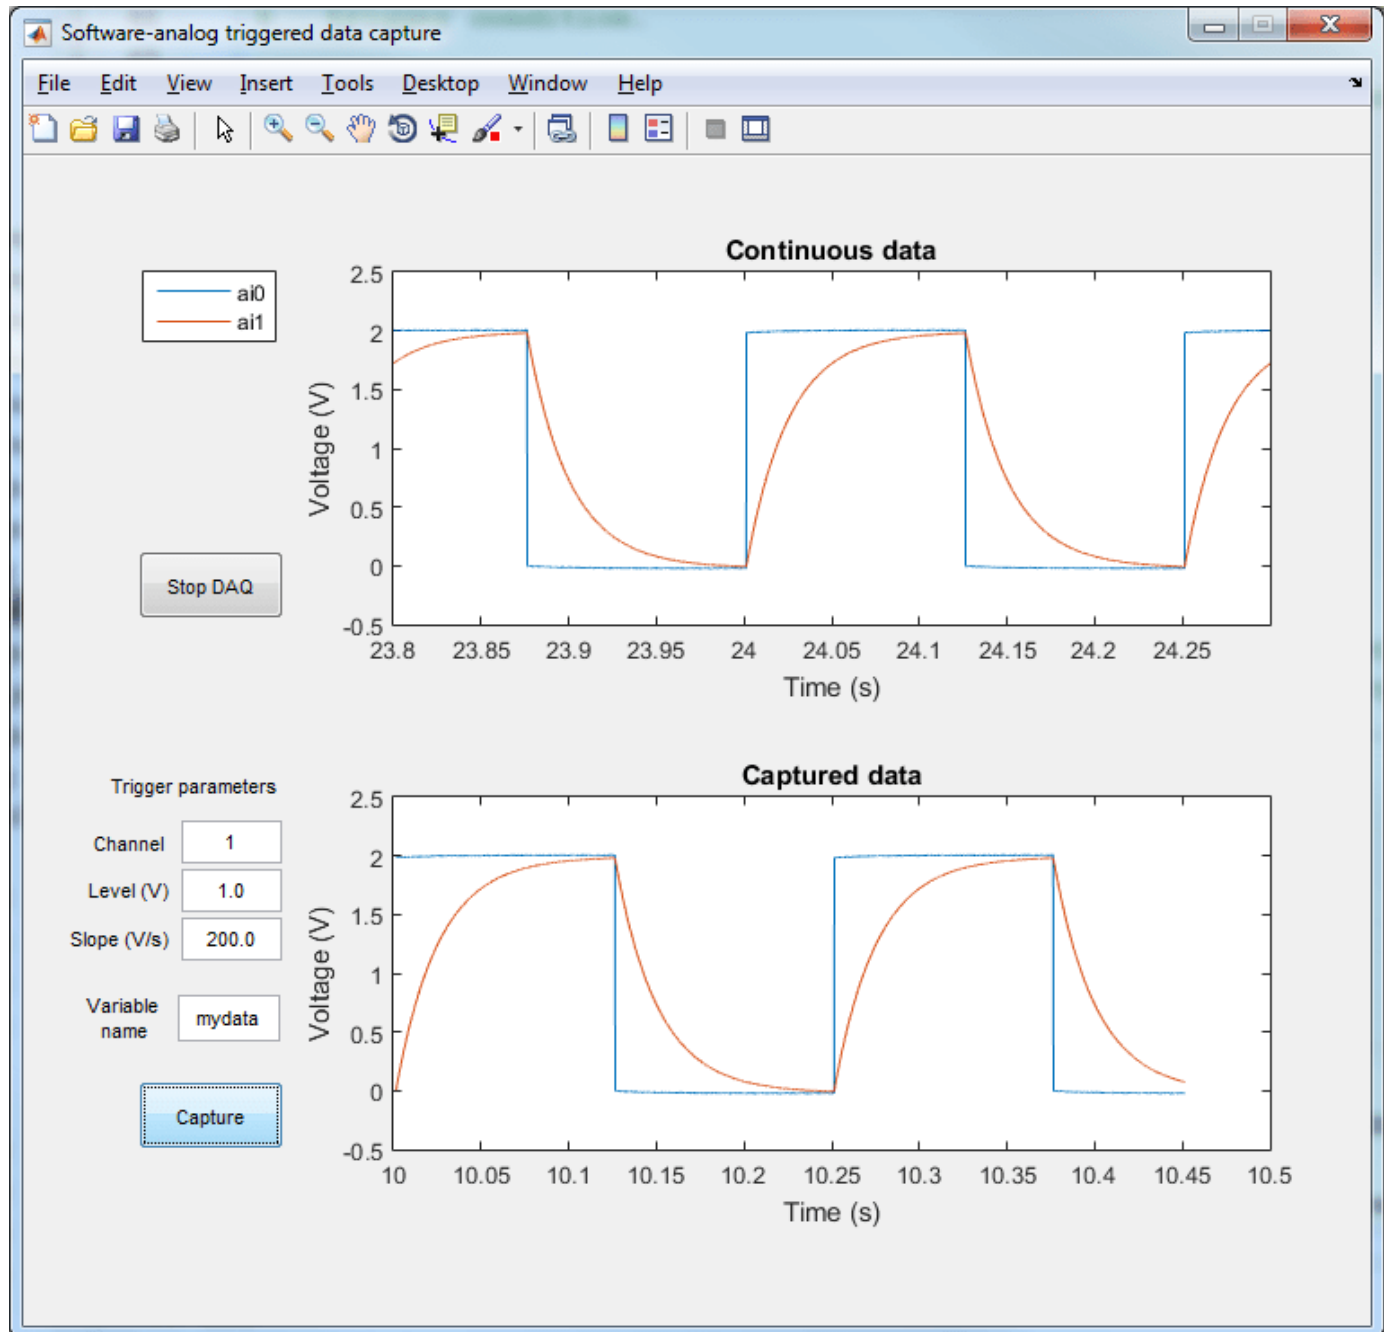 Software-analog triggered data capture
File Edit View Insert Tools Desktop Window Help
Continuous data
ai0
ai1
2.5
2
1.5
1
0.5
0
-0.5
Voltage (V)
23.8 23.85 23.9 23.95 24 24.05 24.1 24.15 24.2 24.25
Time (s)
Stop DAQ
Trigger parameters
Channel 1
Level (V) 1.0
Slope (V/s) 200.0
Variable
name
mydata
Capture
Captured data
2.5
2
1.5
1
0.5
0
-0.5
Voltage (V)
10 10.05 10.1 10.15 10.2 10.25 10.3 10.35 10.4 10.45 10.5
Time (s)